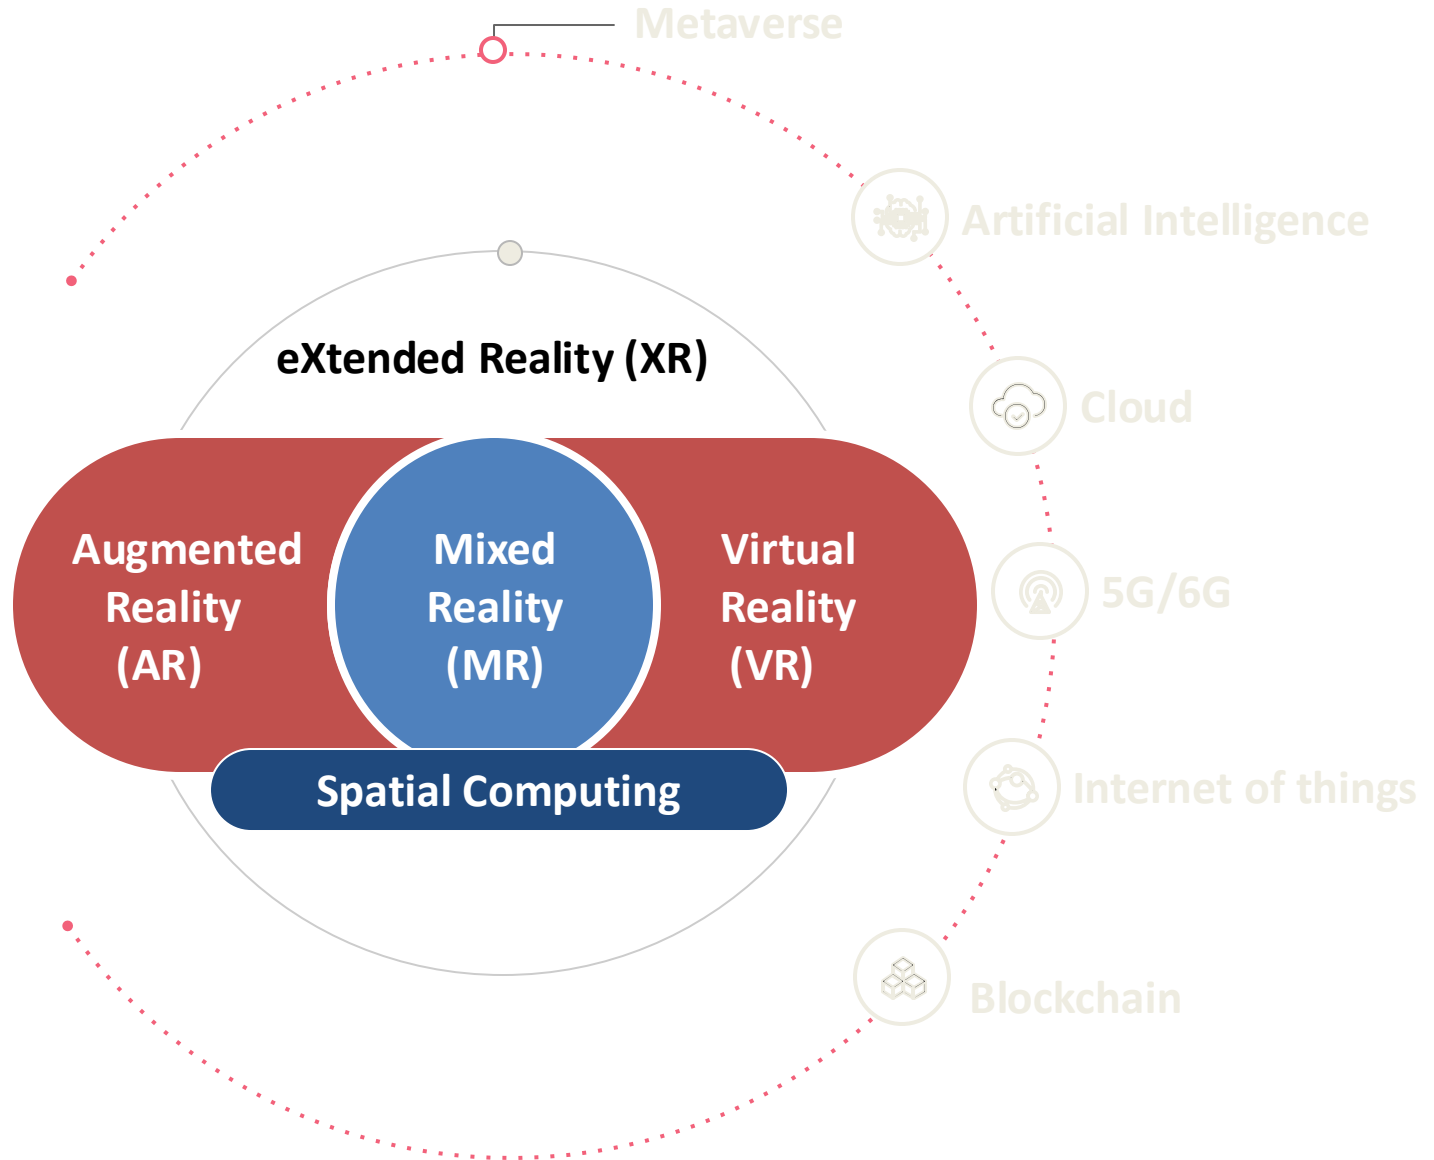 Metaverse
Artificial Intelligence
eXtended Reality (XR)
Cloud
Augmented
Reality
(AR)
Mixed
Reality
(MR)
Virtual
Reality
(VR)
5G/6G
Spatial Computing
Internet of things
Blockchain